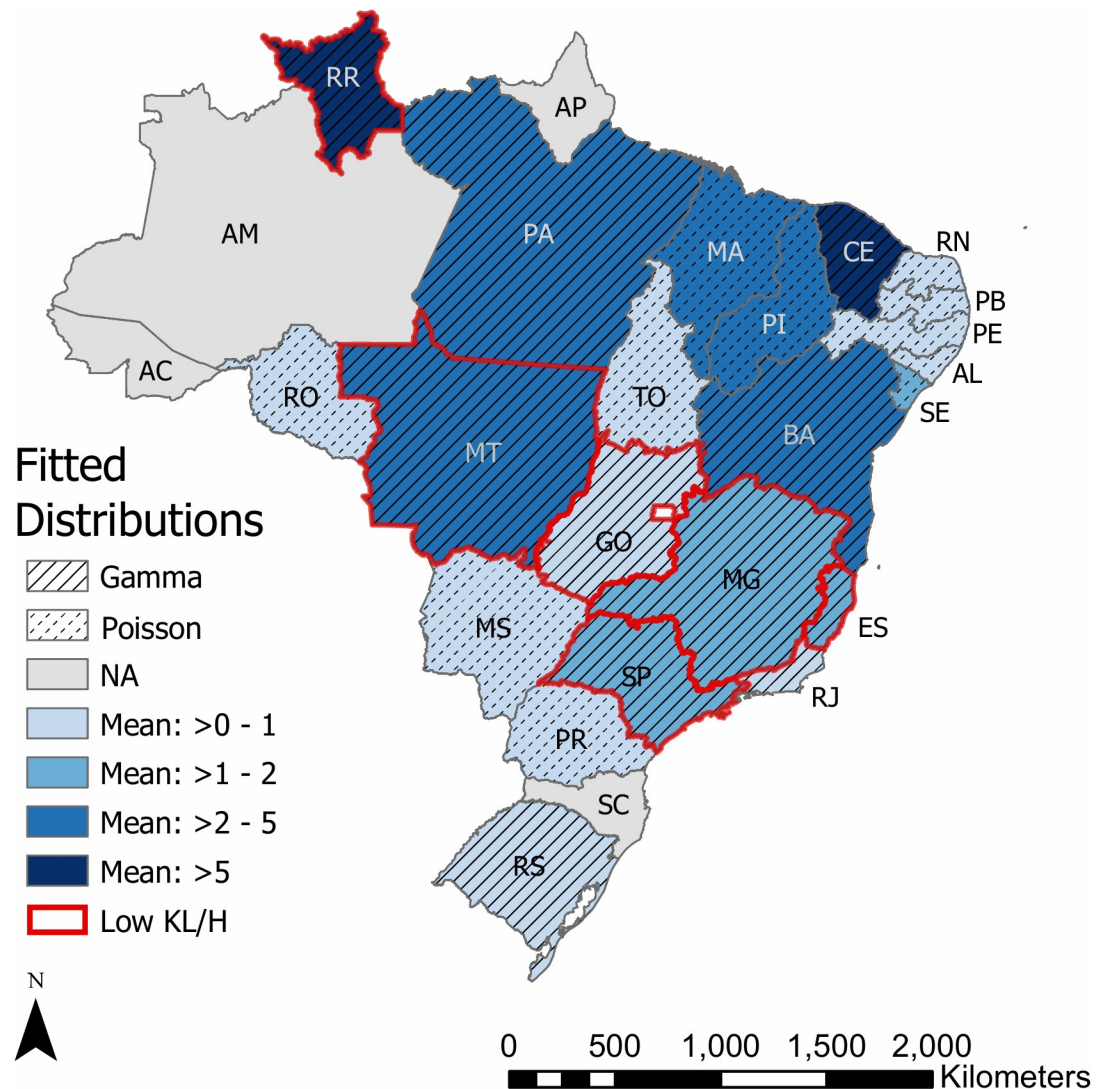 RR
AP
AM
PA
MA
CE
RN
PI
PB
PE
AC
RO
TO
AL
SE
BA
MT
Fitted
Distributions
GO
Gamma
MG
Poisson
MS
ES
NA
SP
RJ
Mean: >0 - 1
PR
Mean: >1 - 2
SC
Mean: >2 - 5
Mean: >5
RS
Low KL/H
N
0 500 1,000 1,500 2,000
Kilometers